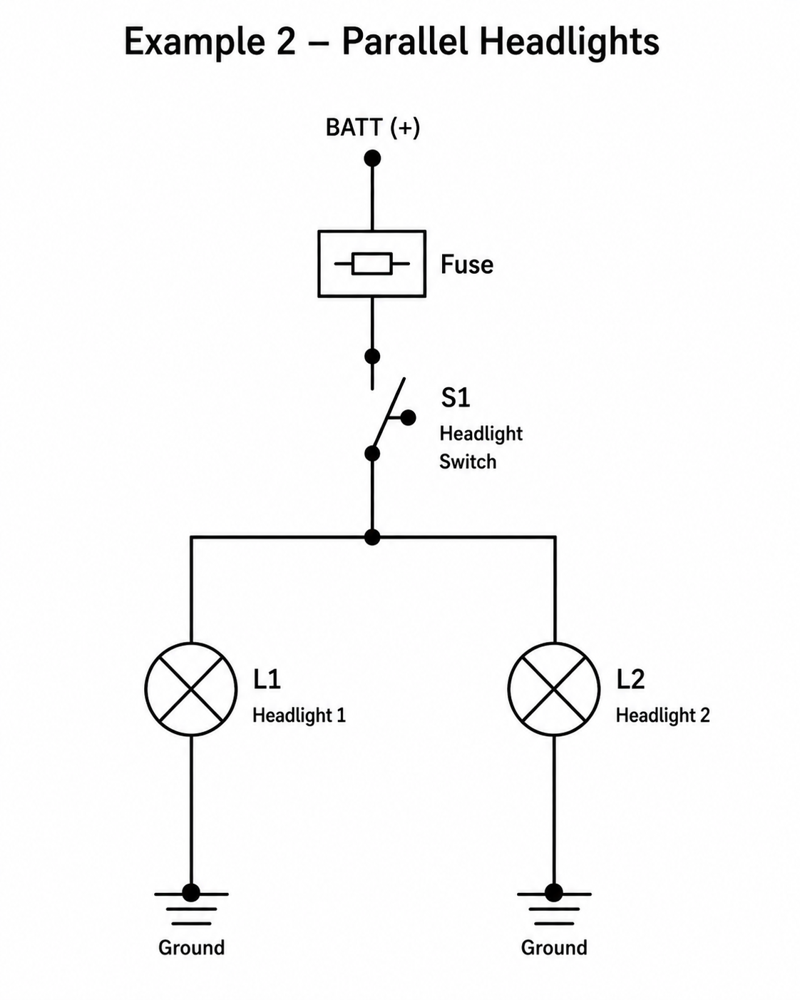 Example 2 – Parallel Headlights
BATT (+)
Fuse
S1
Headlight
Switch
L1
Headlight 1
L2
Headlight 2
Ground
Ground